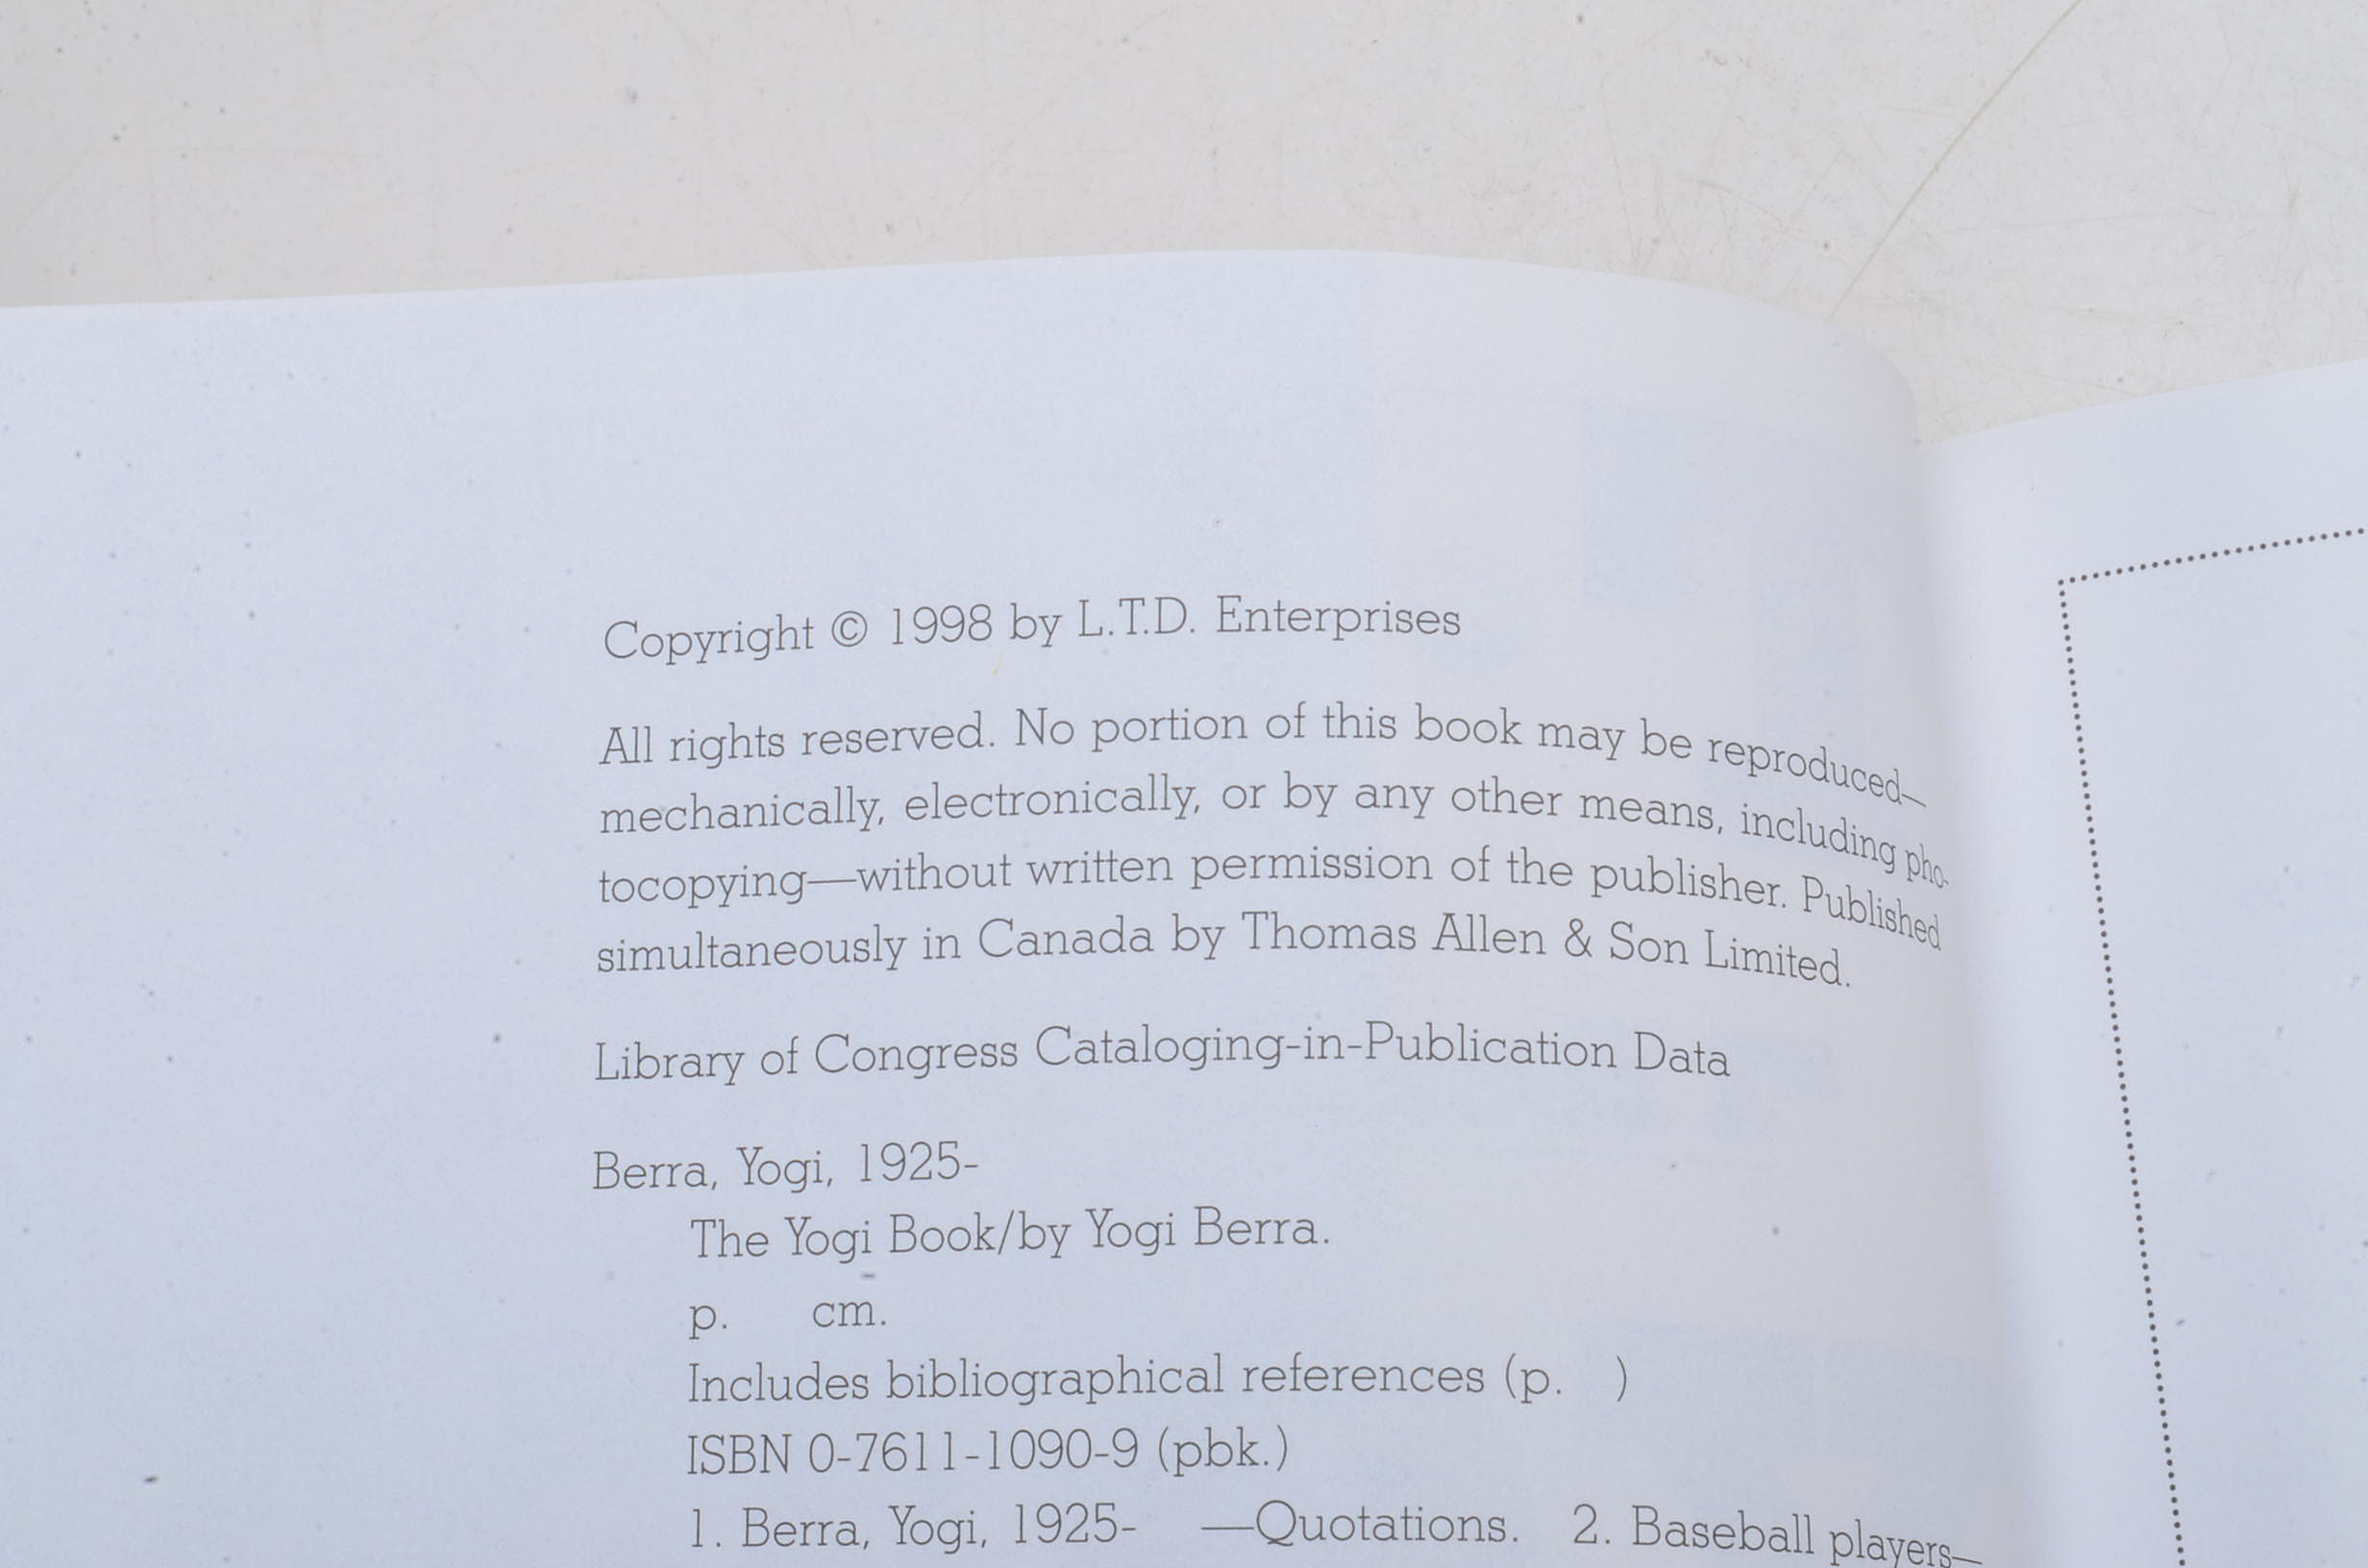 Copyright © 1998 by L.T.D. Enterprises
All rights reserved. No portion of this book may be reproduced—
mechanically, electronically, or by any other means, including pho-
tocopying—without written permission of the publisher. Published
simultaneously in Canada by Thomas Allen & Son Limited.
Library of Congress Cataloging-in-Publication Data
Berra, Yogi, 1925-
The Yogi Book/by Yogi Berra.
p. cm.
Includes bibliographical references (p. )
ISBN 0-7611-1090-9 (pbk.)
1. Berra, Yogi, 1925- —Quotations. 2. Baseball players—